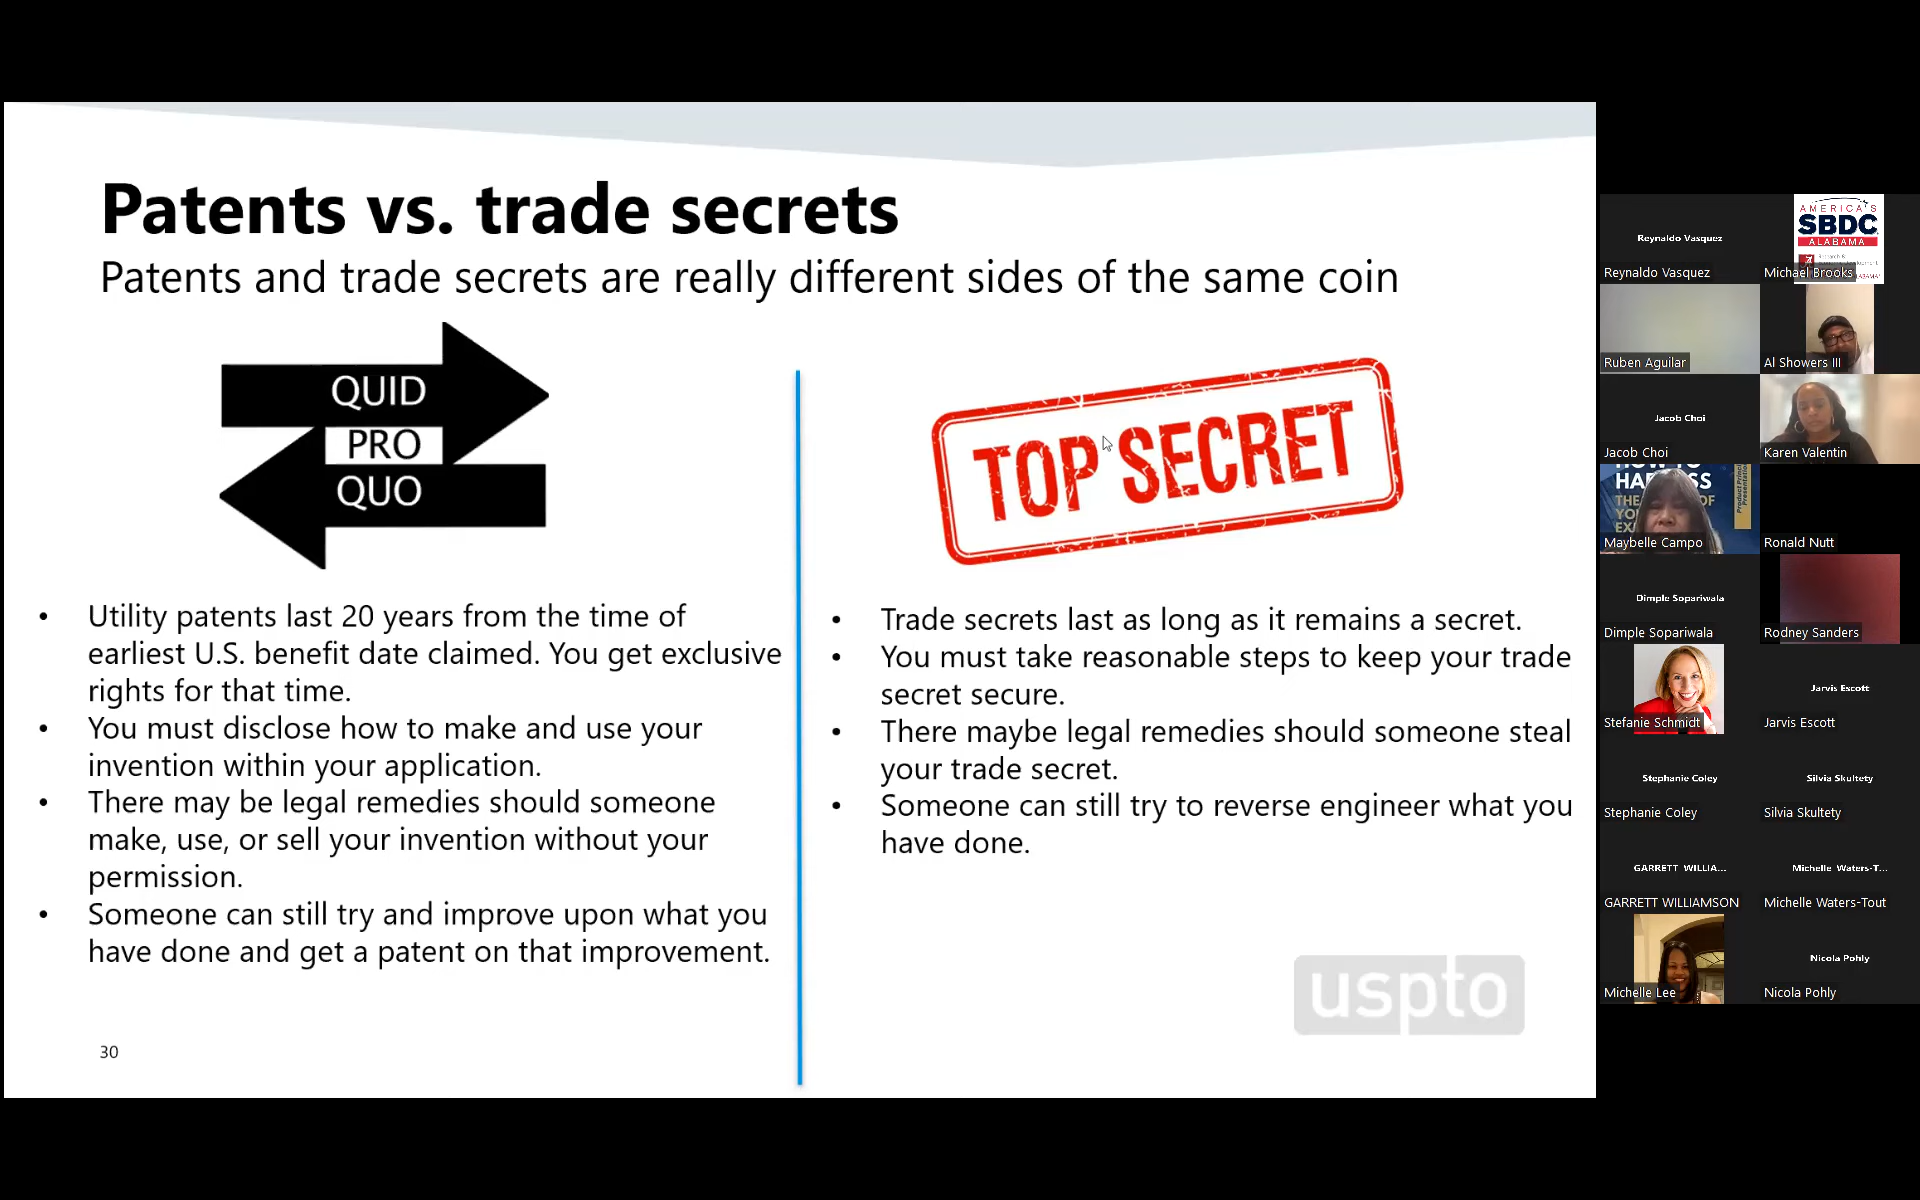 Patents vs. trade secrets
Patents and trade secrets are really different sides of the same coin
QUID
PRO
QUO
• Utility patents last 20 years from the time of
earliest U.S. benefit date claimed. You get exclusive
rights for that time.
• You must disclose how to make and use your
invention within your application.
• There may be legal remedies should someone
make, use, or sell your invention without your
permission.
• Someone can still try and improve upon what you
have done and get a patent on that improvement.
TOP SECRET
• Trade secrets last as long as it remains a secret.
• You must take reasonable steps to keep your trade
secret secure.
• There maybe legal remedies should someone steal
your trade secret.
• Someone can still try to reverse engineer what you
have done.
uspto
30
Reynaldo Vasquez
Reynaldo Vasquez
AMERICA'S
SBDC
ALABAMA
Michael Brooks
Ruben Aguilar
Al Showers III
Jacob Choi
Jacob Choi
Karen Valentin
THE
OF
Product
Maybelle Campo
Ronald Nutt
Dimple Sopariwala
Dimple Sopariwala
Rodney Sanders
Stefanie Schmidt
Jarvis Escott
Jarvis Escott
Stephanie Coley
Stephanie Coley
Silvia Skultety
Silvia Skultety
GARRETT WILLIA...
GARRETT WILLIAMSON
Michelle Waters-T...
Michelle Waters-Tout
Michelle Lee
Nicola Pohly
Nicola Pohly